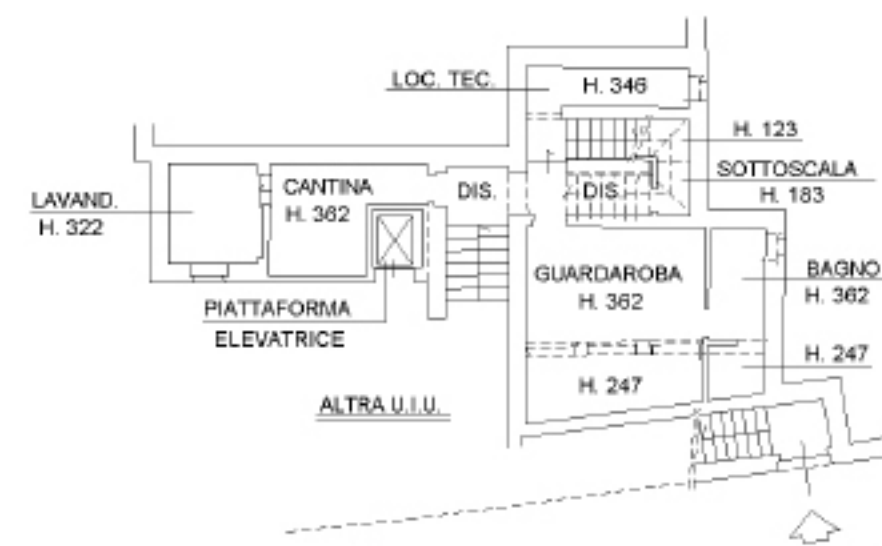 LOC. TEC.
H. 346
H. 123
SOTTOSCALA
H. 183
LAVAND.
H. 322
CANTINA
H. 362
DIS.
DIS.
GUARDAROBA
H. 362
BAGNO
H. 362
PIATTAFORMA
ELEVATRICE
H. 247
H. 247
ALTRA U.I.U.